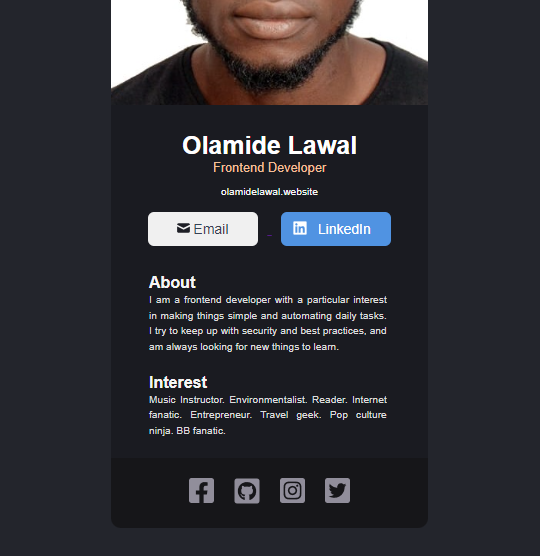 Olamide Lawal
Frontend Developer
olamidelawal.website
Email
LinkedIn
About
I am a frontend developer with a particular interest
in making things simple and automating daily tasks.
I try to keep up with security and best practices, and
am always looking for new things to learn.
Interest
Music Instructor. Environmentalist. Reader. Internet
fanatic. Entrepreneur. Travel geek. Pop culture
ninja. BB fanatic.